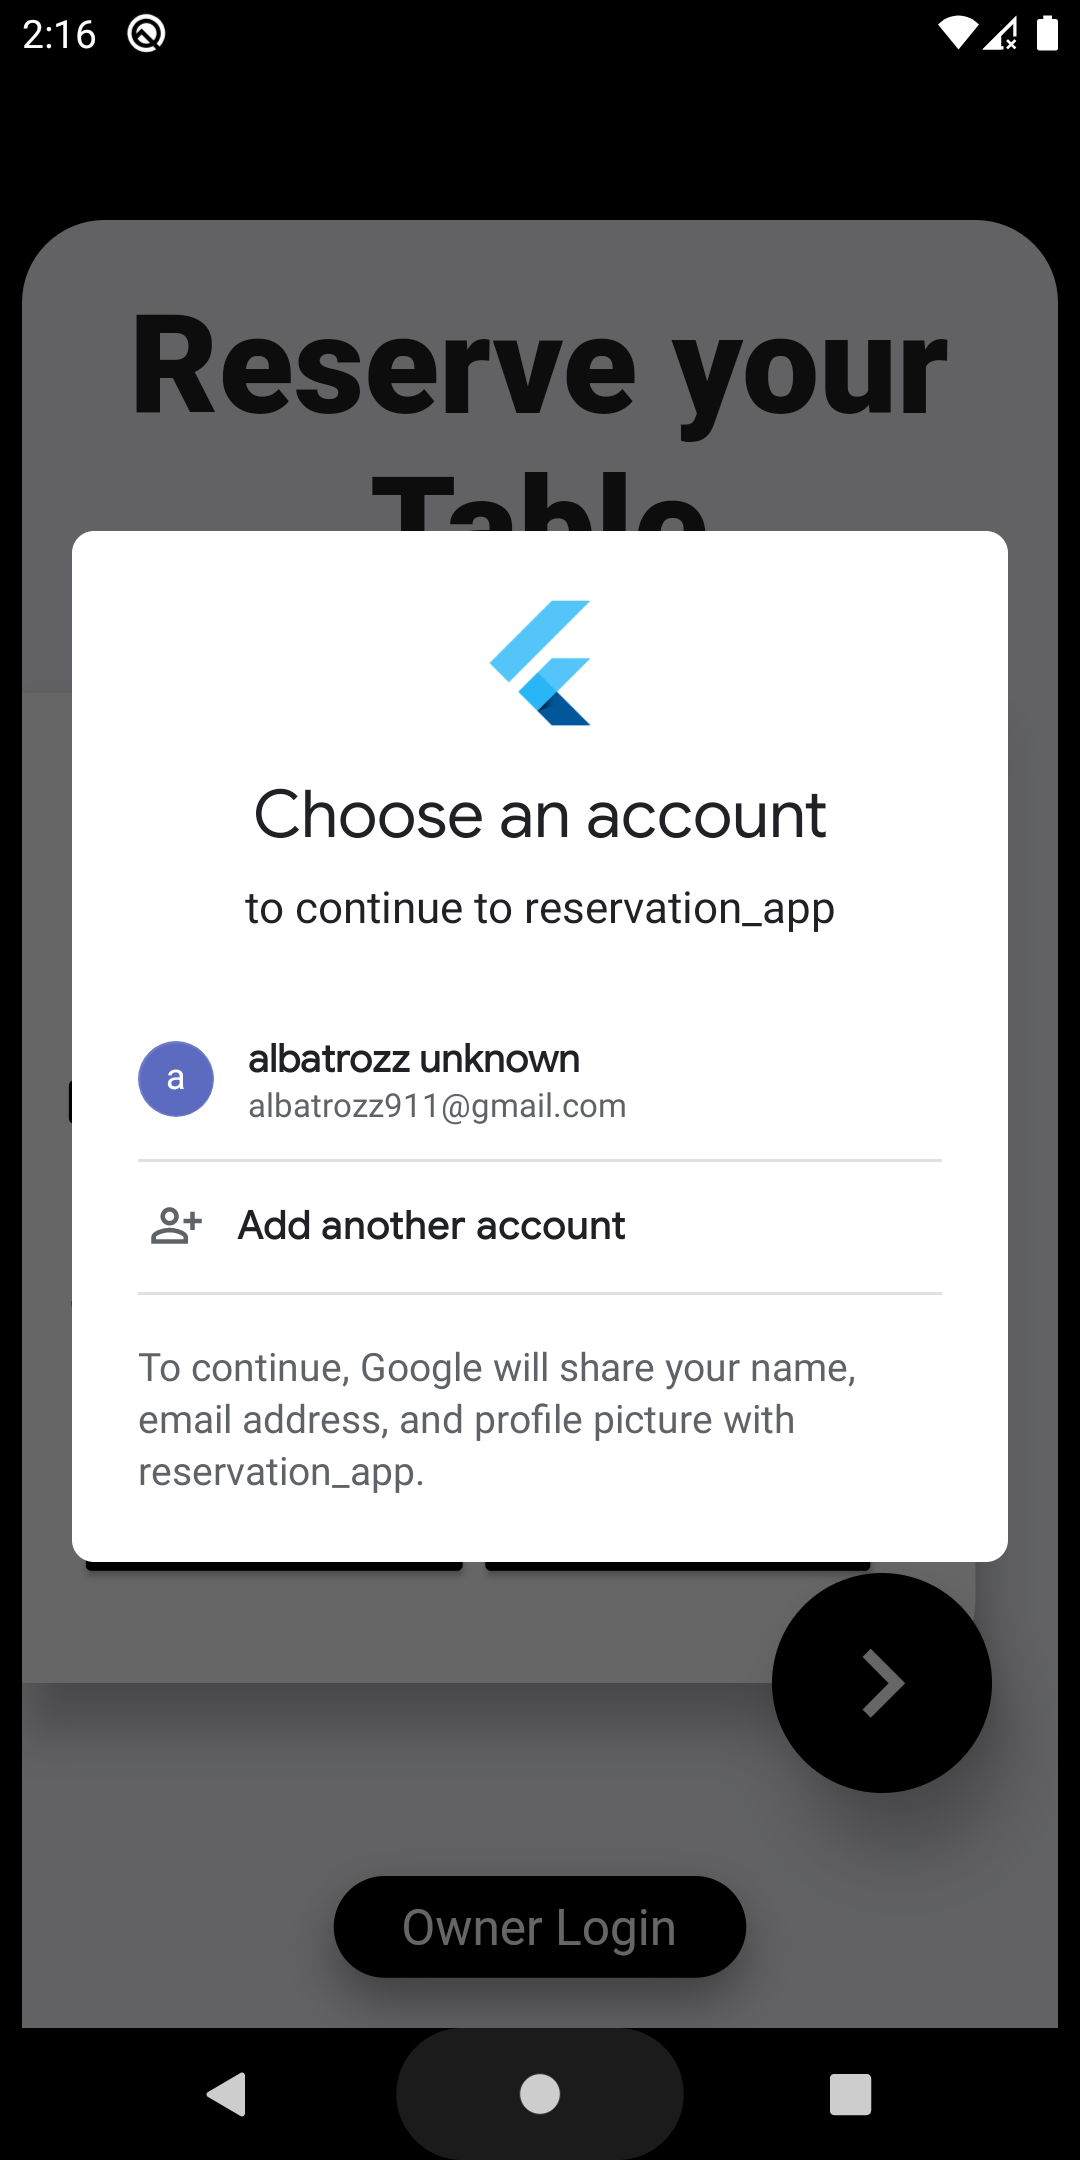 2:16
Reserve your
Table
Choose an account
to continue to reservation_app
a
albatrozz unknown
albatrozz911@gmail.com
Add another account
To continue, Google will share your name,
email address, and profile picture with
reservation_app.
Owner Login